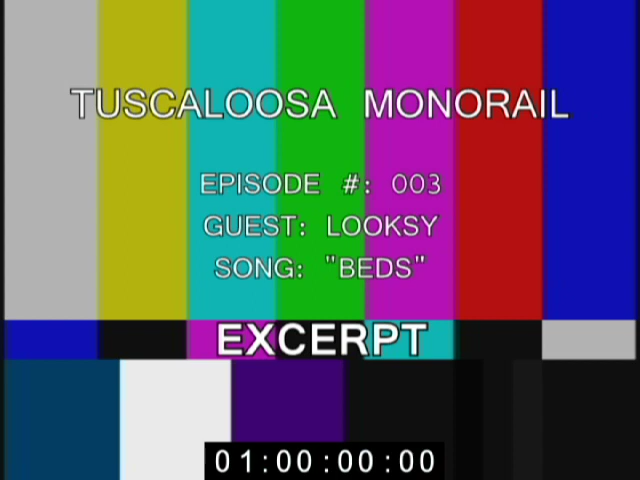 TUSCALOOSA MONORAIL
EPISODE #: 003
GUEST: LOOKSY
SONG: "BEDS"
EXCERPT
01:00:00:00